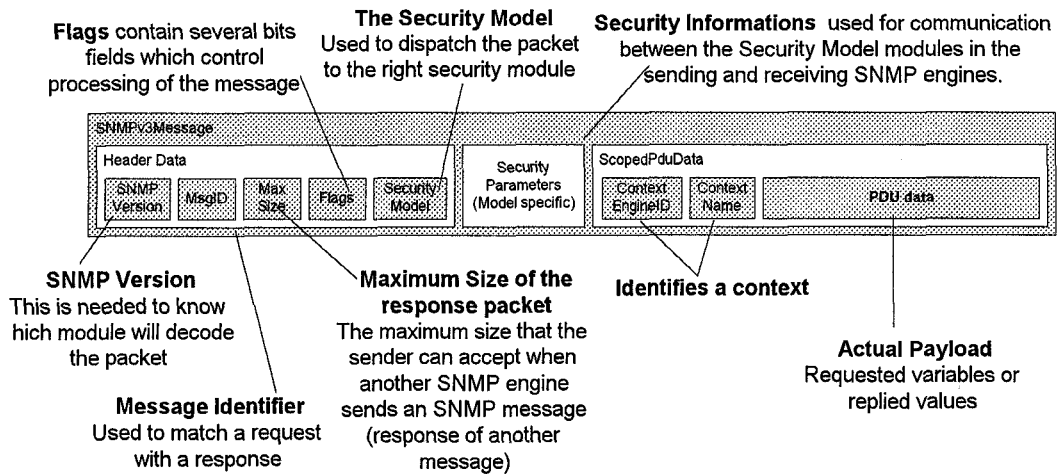 Flags contain several bits
fields which control
processing of the message
The Security Model
Used to dispatch the packet
to the right security module
Security Informations used for communication
between the Security Model modules in the
sending and receiving SNMP engines.
SNMPv3Message
Header Data
SNMP
Version
MsgID
Max
Size
Flags
Security
Model
Security
Parameters
(Model specific)
ScopedPduData
Context
EngineID
Context
Name
PDU data
SNMP Version
This is needed to know
hich module will decode
the packet
Message Identifier
Used to match a request
with a response
Maximum Size of the
response packet
The maximum size that the
sender can accept when
another SNMP engine
sends an SNMP message
(response of another
message)
Identifies a context
Actual Payload
Requested variables or
replied values